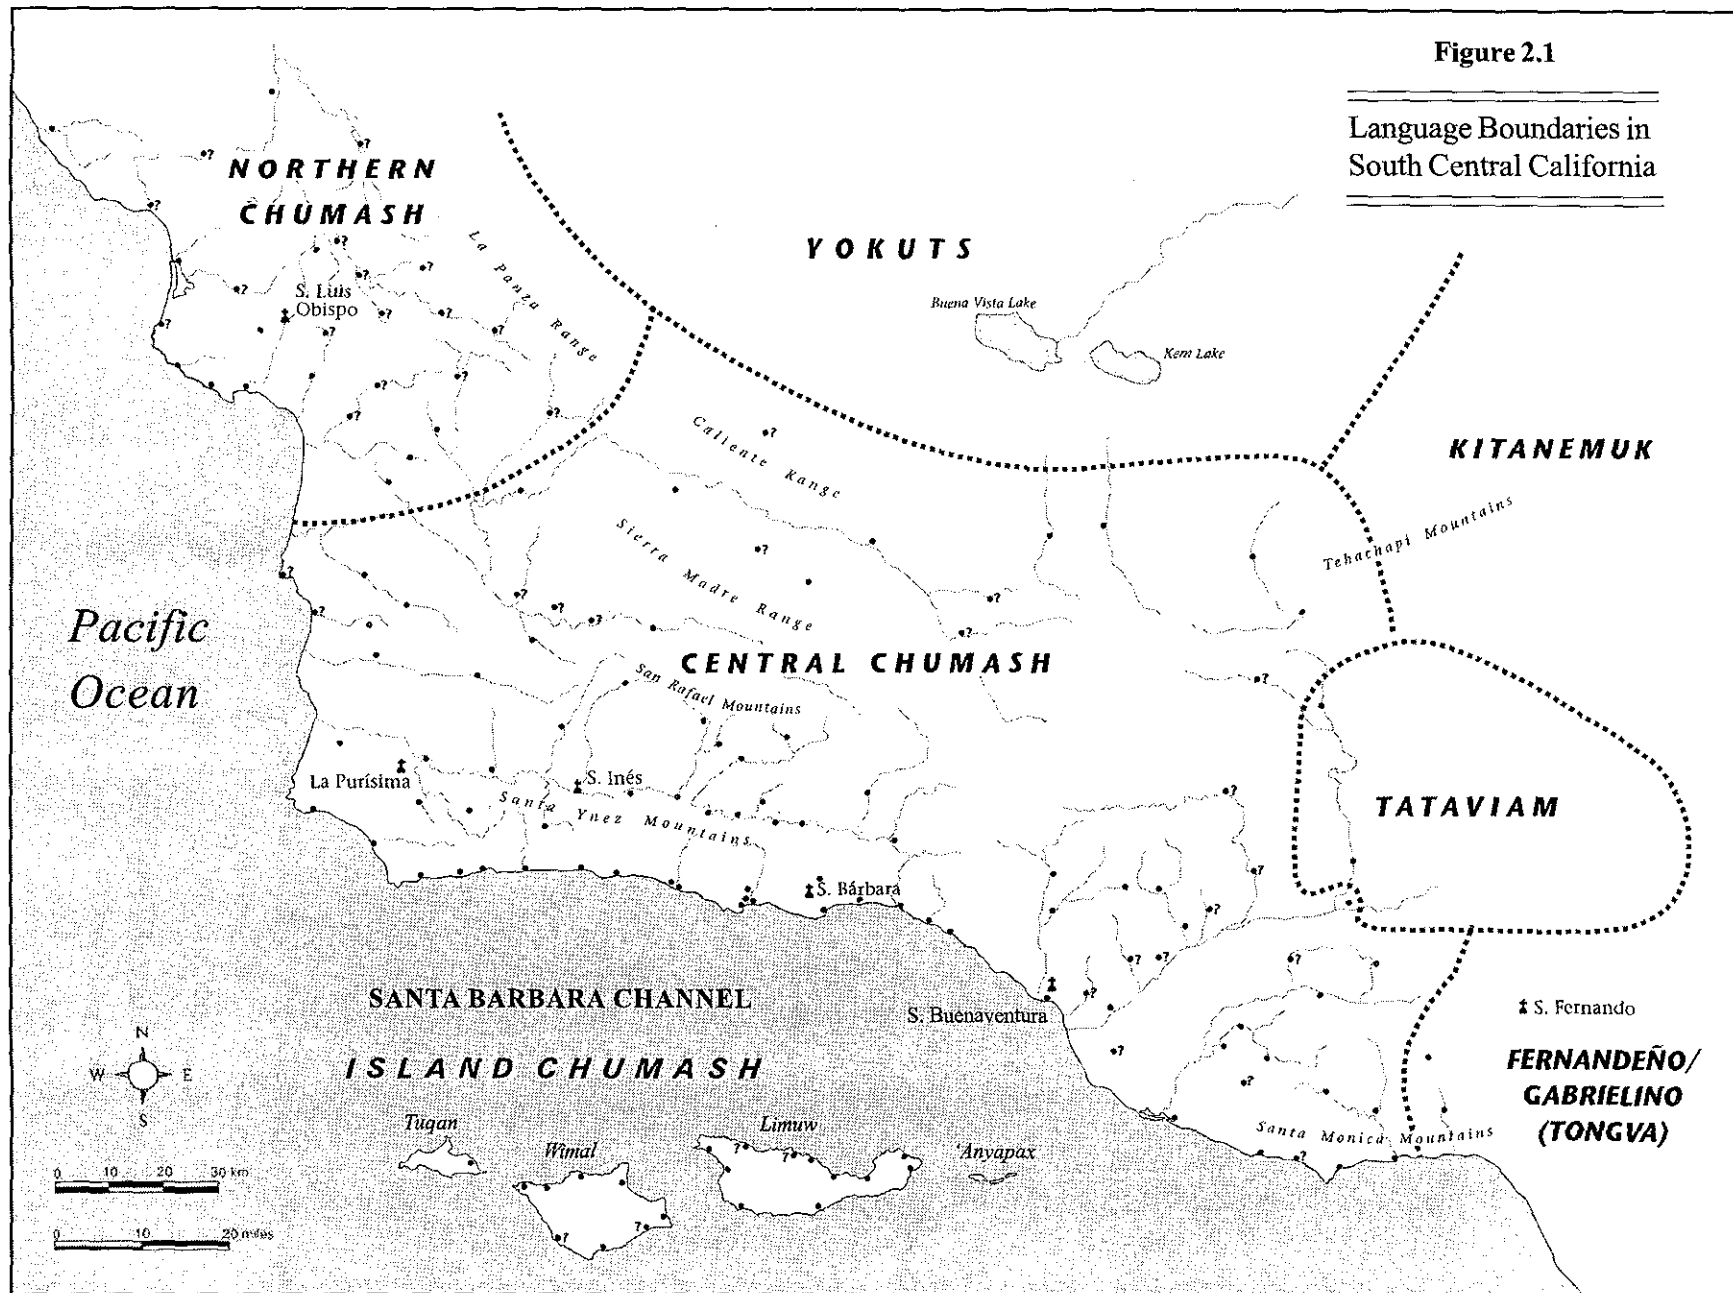 Figure 2.1
Language Boundaries in
South Central California
NORTHERN
CHUMASH
La Panza Range
YOKUTS
S. Luis
Obispo
Buena Vista Lake
Kern Lake
Caliente Range
KITANEMUK
Tehachapi Mountains
Sierra Madre Range
Pacific
Ocean
CENTRAL CHUMASH
San Rafael Mountains
La Purísima
S. Inés
Santa Ynez Mountains
TATAVIAM
S. Bárbara
SANTA BARBARA CHANNEL
S. Buenaventura
S. Fernando
ISLAND CHUMASH
FERNANDEÑO/
GABRIELINO
(TONGVA)
N
W E
S
Tuqan
Wimal
Limuw
'Anyapax
Santa Monica Mountains
0 10 20 30 km
0 10 20 miles